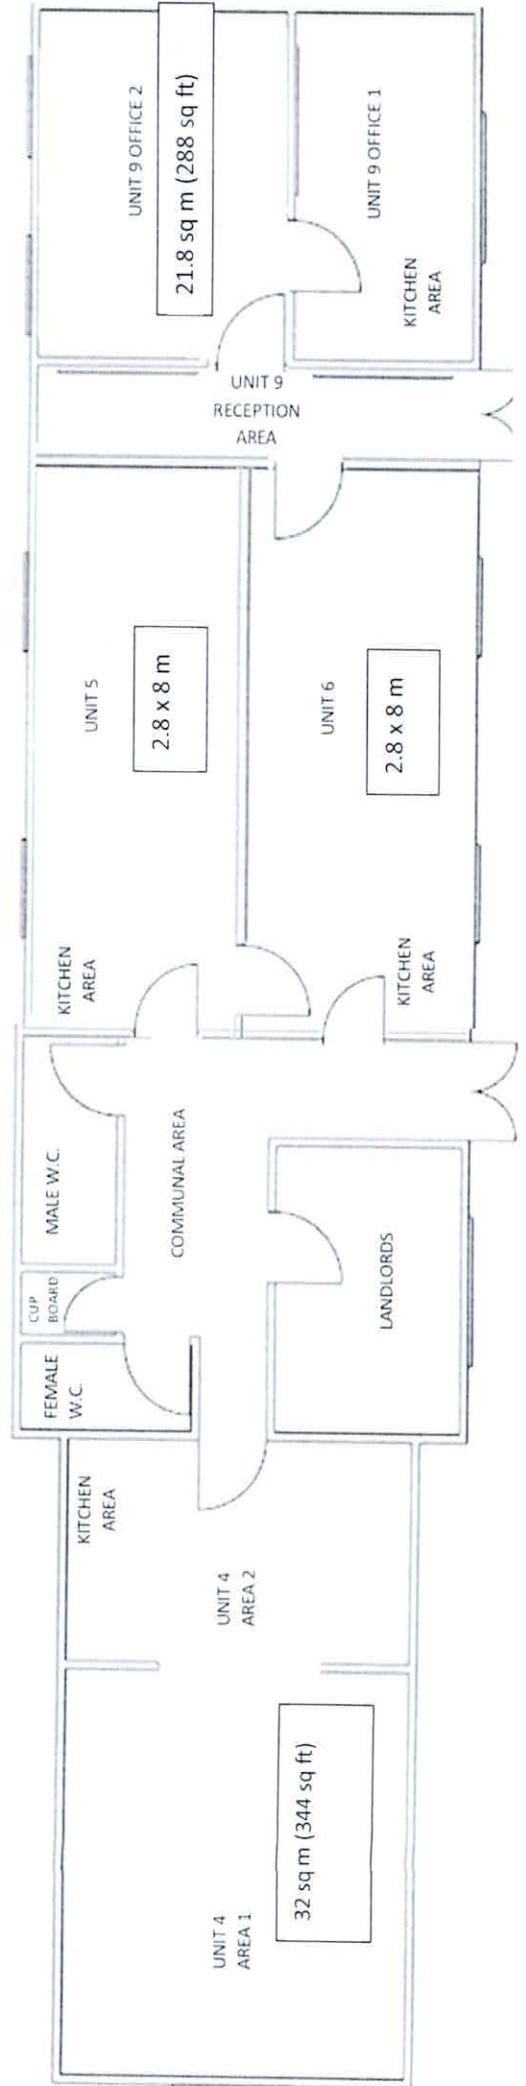 UNIT 4
AREA 1
32 sq m (344 sq ft)
UNIT 4
AREA 2
KITCHEN
AREA
FEMALE
W.C.
CUP
BOARD
MALE W.C.
COMMUNAL AREA
LANDLORDS
KITCHEN
AREA
UNIT 5
2.8 x 8 m
KITCHEN
AREA
UNIT 6
2.8 x 8 m
UNIT 9
RECEPTION
AREA
UNIT 9 OFFICE 2
21.8 sq m (288 sq ft)
UNIT 9 OFFICE 1
KITCHEN
AREA